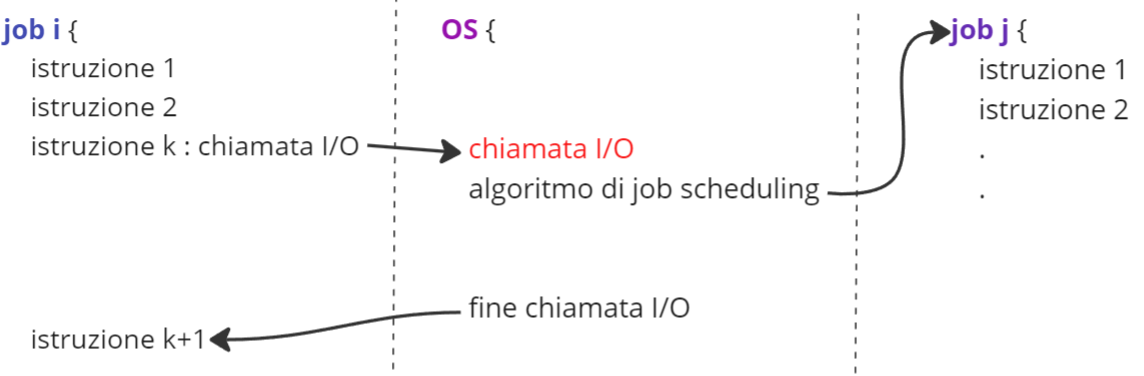 job i {
istruzione 1
istruzione 2
istruzione k : chiamata I/O
istruzione k+1
OS {
chiamata I/O
algoritmo di job scheduling
fine chiamata I/O
job j {
istruzione 1
istruzione 2
.
.